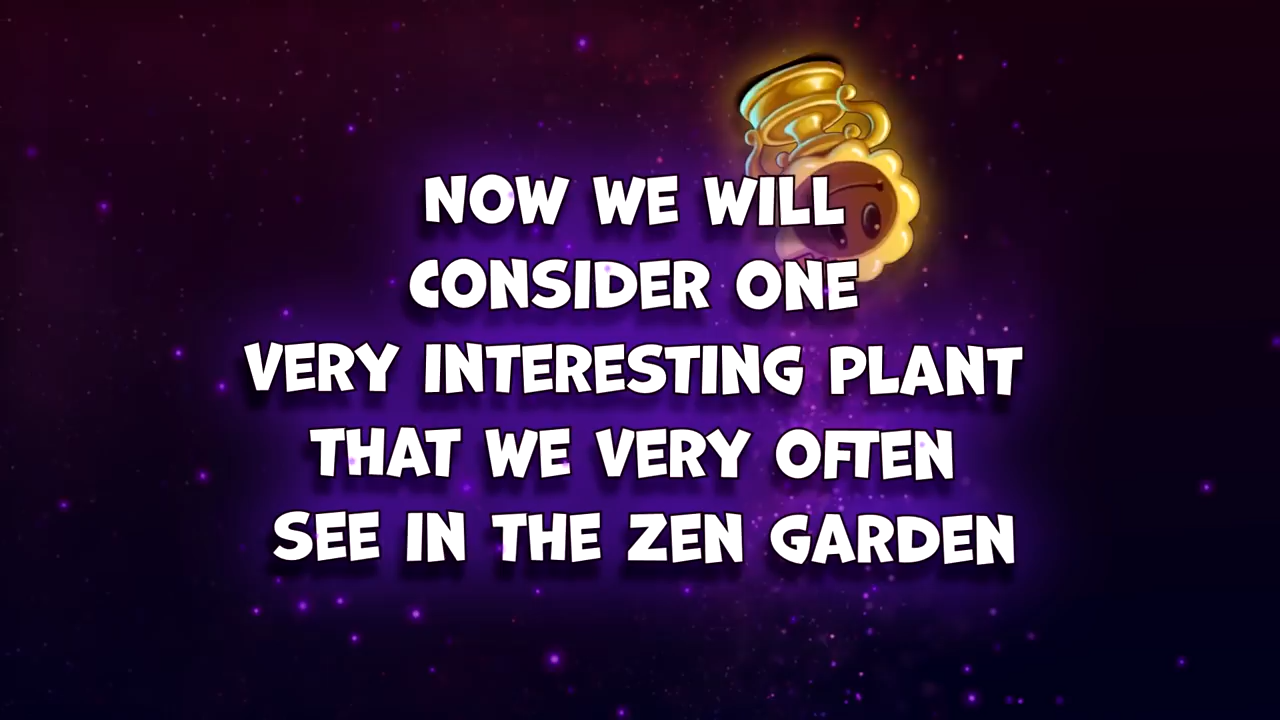 NOW WE WILL
CONSIDER ONE
VERY INTERESTING PLANT
THAT WE VERY OFTEN
SEE IN THE ZEN GARDEN